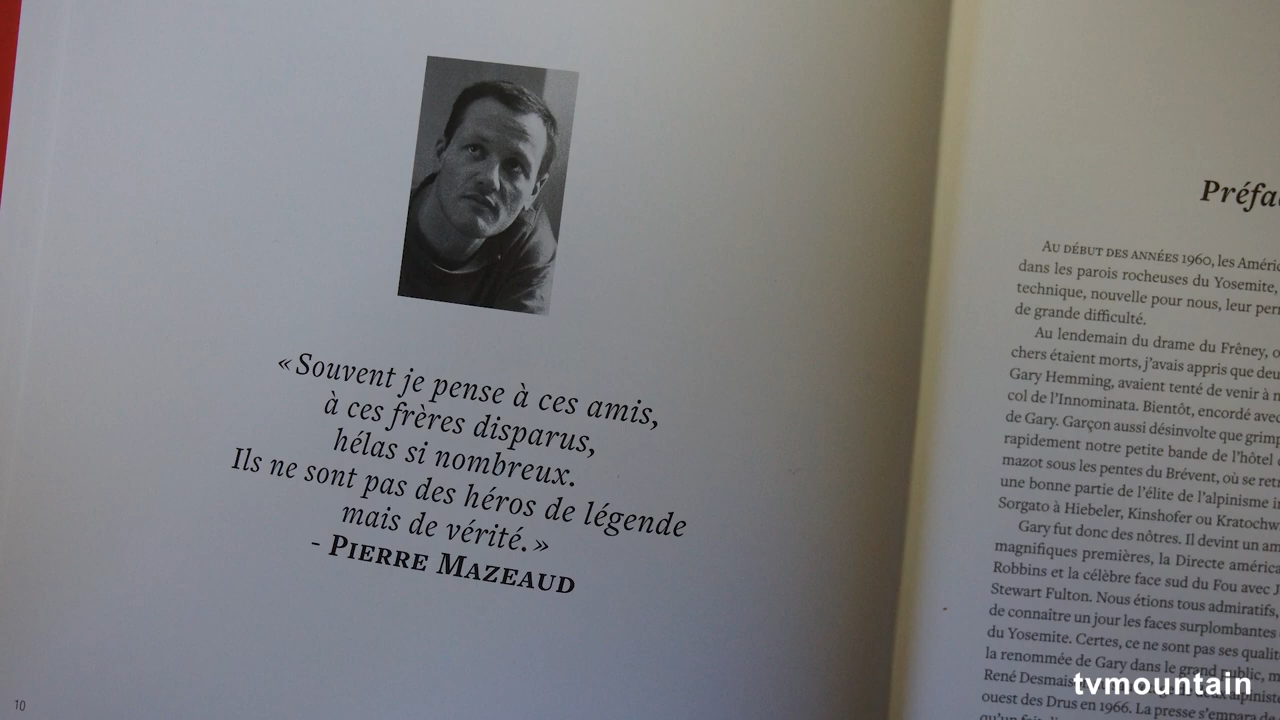 « Souvent je pense à ces amis,
à ces frères disparus,
hélas si nombreux.
Ils ne sont pas des héros de légende
mais de vérité. »
- Pierre Mazeaud
10
Préfa
Au début des années 1960, les Améric
dans les parois rocheuses du Yosemite,
technique, nouvelle pour nous, leur perm
de grande difficulté.
Au lendemain du drame du Frêney, o
chers étaient morts, j’avais appris que deu
Gary Hemming, avaient tenté de venir à n
col de l’Innominata. Bientôt, encordé avec
de Gary. Garçon aussi désinvolte que grimp
rapidement notre petite bande de l’hôtel
mazot sous les pentes du Brévent, où se retr
une bonne partie de l’élite de l’alpinisme in
Sorgato à Hiebeler, Kinshofer ou Kratochw
Gary fut donc des nôtres. Il devint un am
magnifiques premières, la Directe américa
Robbins et la célèbre face sud du Fou avec J
Stewart Fulton. Nous étions tous admiratifs,
de connaître un jour les faces surplombantes
du Yosemite. Certes, ce ne sont pas ses qualit
la renommée de Gary dans le grand public, m
René Desmais
ouest des Drus en 1966. La presse s’empara de
tvmountain